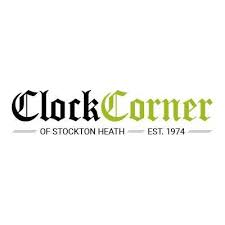 ClockCorner
OF STOCKTON HEATH — EST. 1974